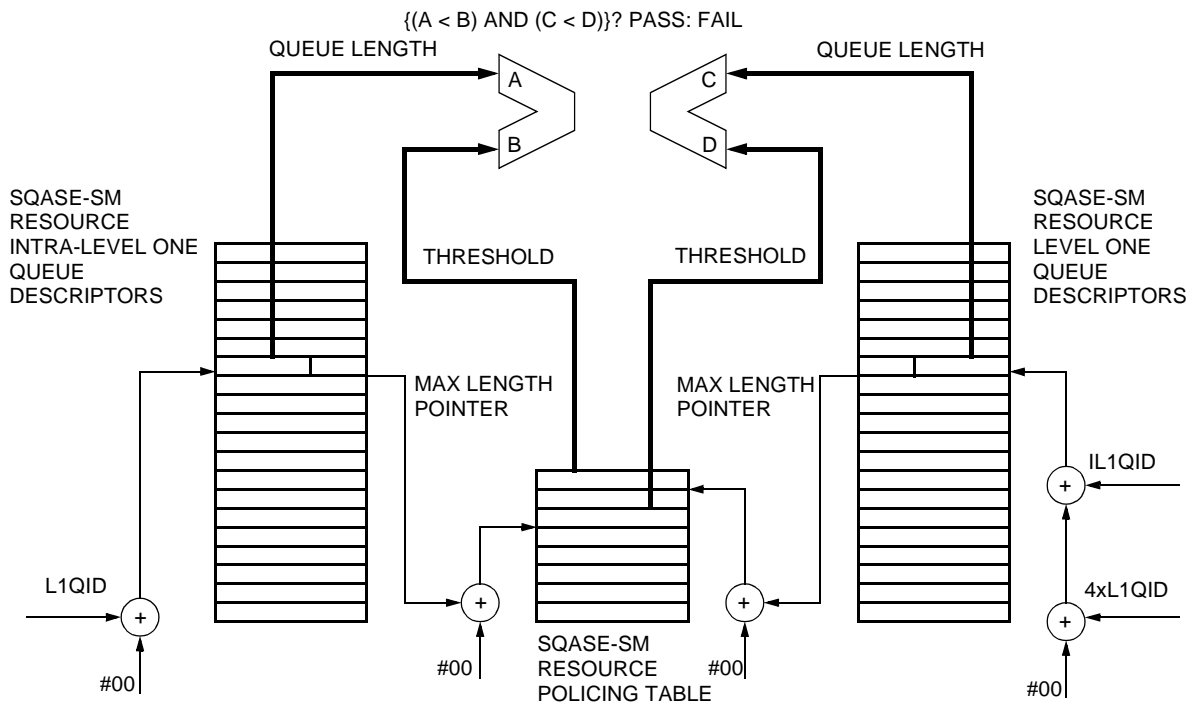 {(A < B) AND (C < D)}? PASS: FAIL
QUEUE LENGTH
QUEUE LENGTH
A
C
B
D
SQASE-SM
RESOURCE
INTRA-LEVEL ONE
QUEUE
DESCRIPTORS
SQASE-SM
RESOURCE
LEVEL ONE
QUEUE
DESCRIPTORS
THRESHOLD
THRESHOLD
MAX LENGTH
POINTER
MAX LENGTH
POINTER
IL1QID
+
L1QID
+
+
+
4xL1QID
+
#00
#00
SQASE-SM
RESOURCE
POLICING TABLE
#00
#00